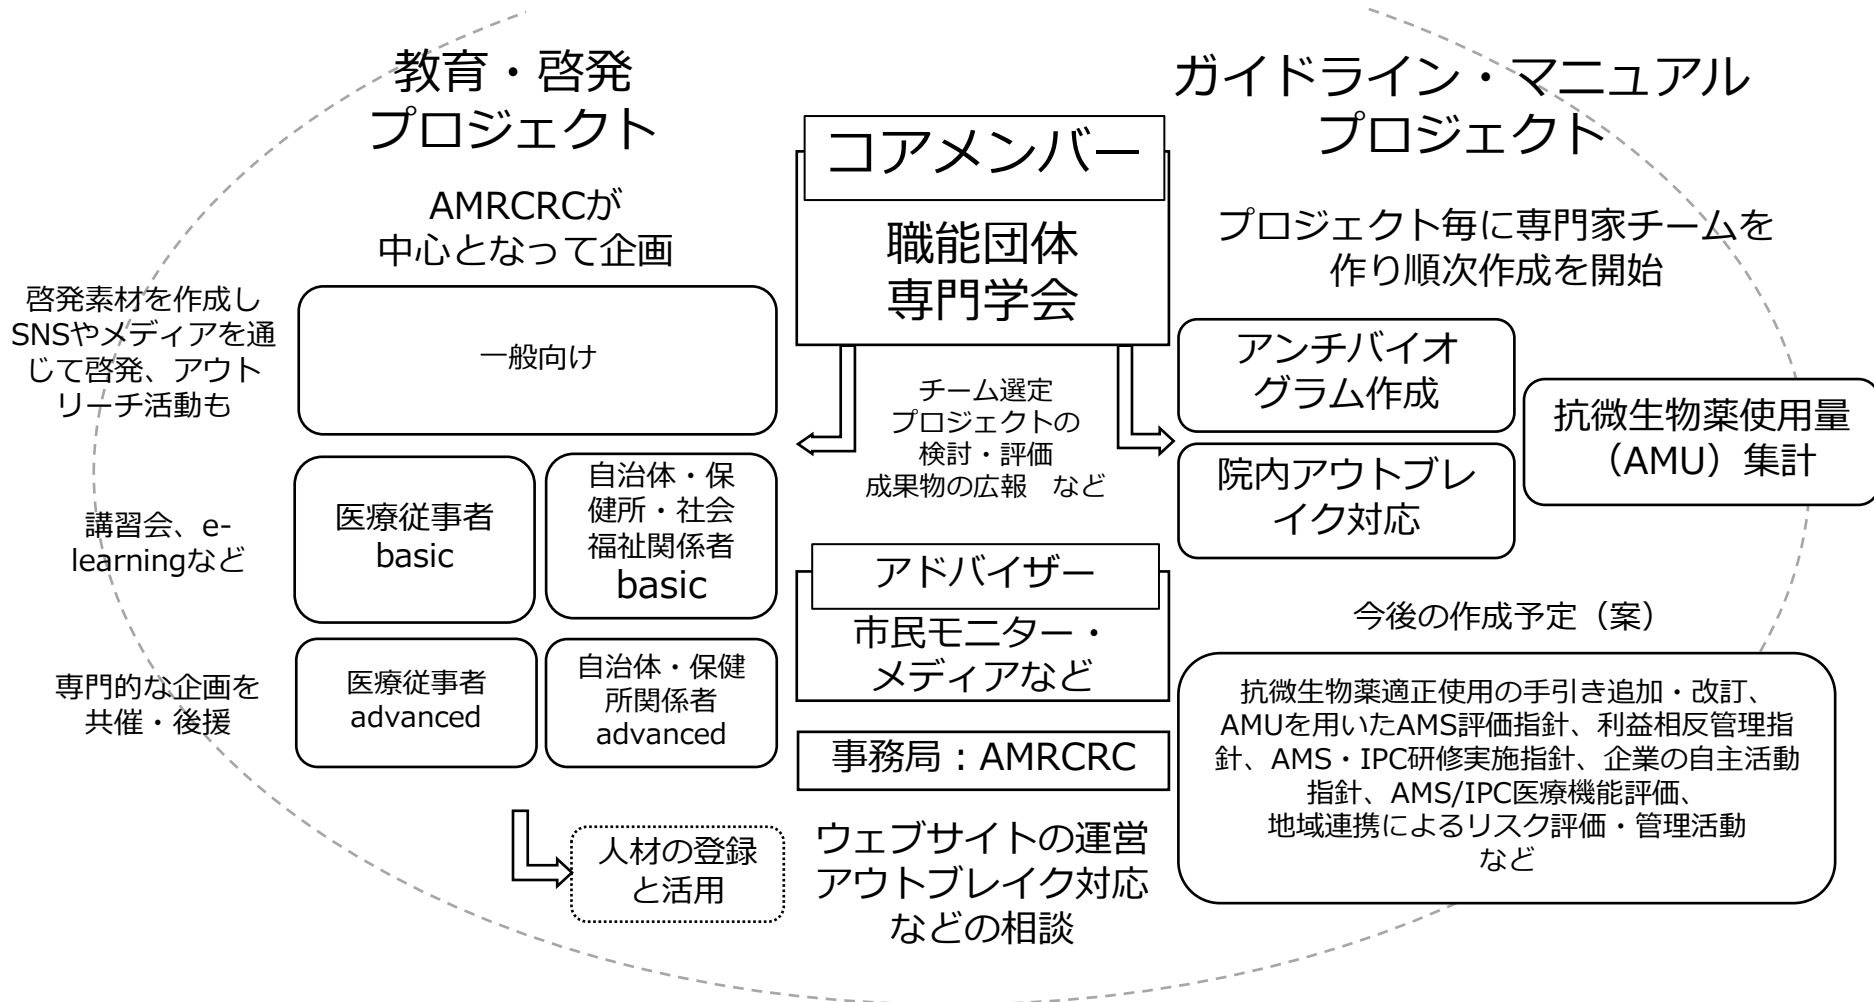 教育・啓発
プロジェクト
AMRCRCが
中心となって企画
啓発素材を作成し
SNSやメディアを通
じて啓発、アウト
リーチ活動も
一般向け
講習会、e-
learningなど
医療従事者
basic
自治体・保
健所・社会
福祉関係者
basic
専門的な企画を
共催・後援
医療従事者
advanced
自治体・保健
所関係者
advanced
人材の登録
と活用
コアメンバー
職能団体
専門学会
チーム選定
プロジェクトの
検討・評価
成果物の広報　など
アドバイザー
市民モニター・
メディアなど
事務局：AMRCRC
ウェブサイトの運営
アウトブレイク対応
などの相談
ガイドライン・マニュアル
プロジェクト
プロジェクト毎に専門家チームを
作り順次作成を開始
アンチバイオ
グラム作成
院内アウトブレ
イク対応
抗微生物薬使用量
（AMU）集計
今後の作成予定（案）
抗微生物薬適正使用の手引き追加・改訂、
AMUを用いたAMS評価指針、利益相反管理指
針、AMS・IPC研修実施指針、企業の自主活動
指針、AMS/IPC医療機能評価、
地域連携によるリスク評価・管理活動
など